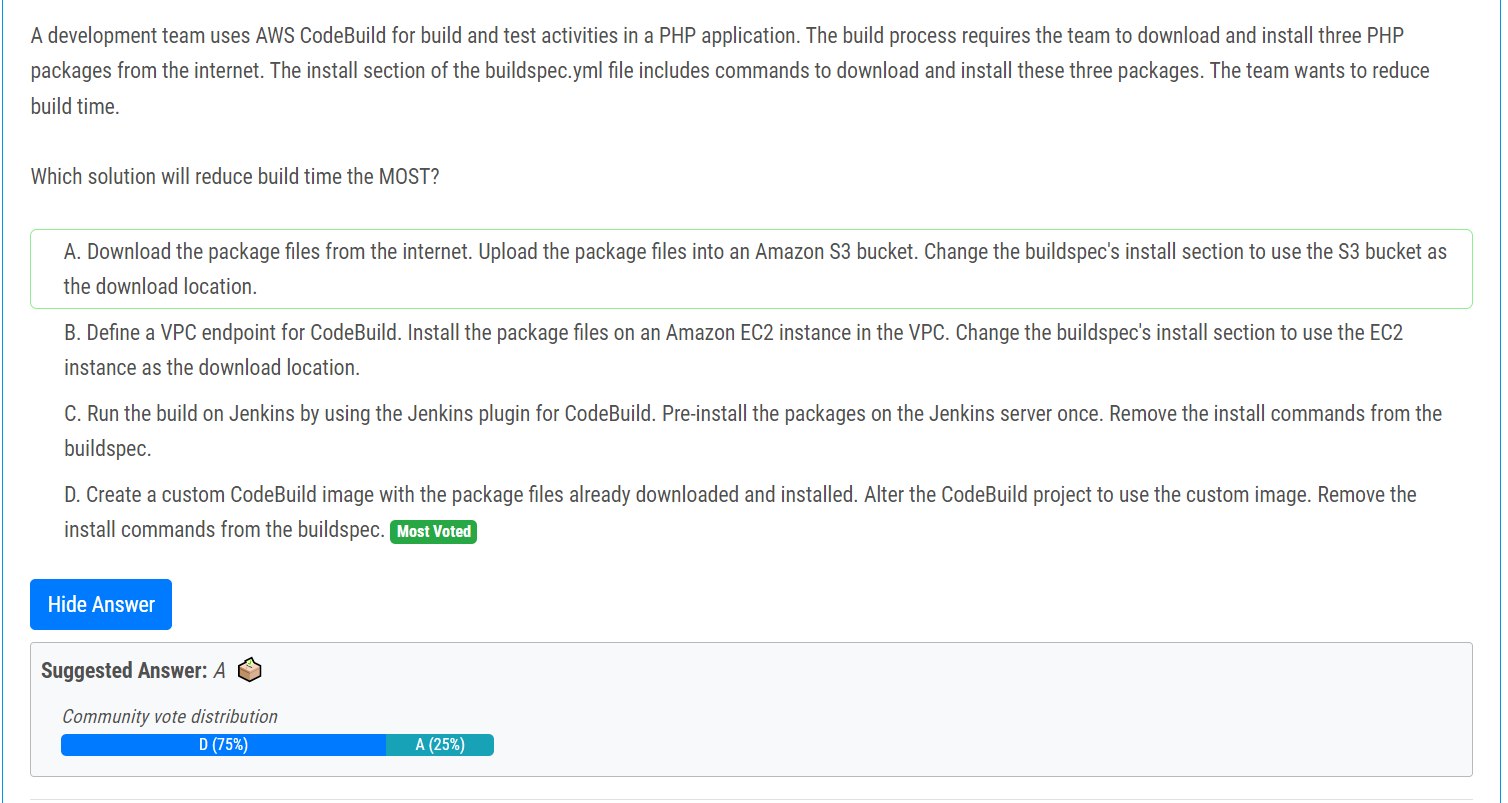 A development team uses AWS CodeBuild for build and test activities in a PHP application. The build process requires the team to download and install three PHP
packages from the internet. The install section of the buildspec.yml file includes commands to download and install these three packages. The team wants to reduce
build time.
Which solution will reduce build time the MOST?
A. Download the package files from the internet. Upload the package files into an Amazon S3 bucket. Change the buildspec's install section to use the S3 bucket as
the download location.
B. Define a VPC endpoint for CodeBuild. Install the package files on an Amazon EC2 instance in the VPC. Change the buildspec's install section to use the EC2
instance as the download location.
C. Run the build on Jenkins by using the Jenkins plugin for CodeBuild. Pre-install the packages on the Jenkins server once. Remove the install commands from the
buildspec.
D. Create a custom CodeBuild image with the package files already downloaded and installed. Alter the CodeBuild project to use the custom image. Remove the
install commands from the buildspec. Most Voted
Hide Answer
Suggested Answer: A
Community vote distribution
D (75%) A (25%)